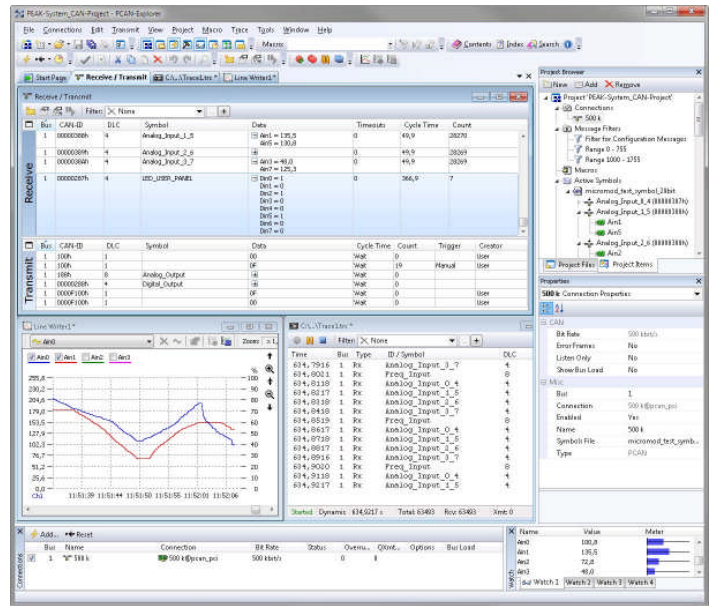 PEAK-System_CAN-Project - PCAN-Explorer
File Connections Edit Transmit View Project Macro Trace Tools Window Help
Macros
Contents Index Search
Start Page Receive / Transmit C:\...\Trace1.trc * Line Writer1 *
Receive / Transmit
Filter: None
Bus CAN-ID DLC Symbol Data Timeouts Cycle Time Count
1 00000388h 4 Analog_Input_1_5 Ain1 = 135,5 0 49,9 28270
Ain5 = 130,8
1 00000389h 4 Analog_Input_2_6 0 49,9 28269
1 0000038Ah 4 Analog_Input_3_7 Ain3 = 48,0 0 49,9 28269
Ain7 = 125,3
1 00000287h 4 Din0 = 1 0 366,9 7
Din1 = 0
Din2 = 0
Din3 = 0
Din4 = 0
Din5 = 1
Din6 = 0
Din7 = 0
Receive
Bus CAN-ID DLC Symbol Data Cycle Time Count Trigger Creator
1 100h 1 00 Wait 0 User
1 100h 1 0F Wait 19 Manual User
1 108h 8 Analog_Output Wait 0
1 00000288h 4 Digital_Output Wait 0
1 0000F100h 1 0F Wait 0 User
1 0000F100h 1 00 Wait 0 User
Transmit
Line Writer1 *
Ain0
Zoom: x 1,
Ain0 Ain1 Ain2 Ain3
%
255,0
230,2
204,6
179,0
153,5
127,9
102,3
76,7
51,2
25,6
0,0
100
90
80
70
60
50
40
30
20
10
0
Ch1 11:51:39 11:51:44 11:51:50 11:51:55 11:52:01 11:52:06
C:\...\Trace1.trc *
Filter: None
Time Bus Type ID / Symbol DLC
634,7916 1 Rx Analog_Input_3_7 4
634,8021 1 Rx Freq_Input 8
634,8118 1 Rx Analog_Input_0_4 4
634,8217 1 Rx Analog_Input_1_5 4
634,8318 1 Rx Analog_Input_2_6 4
634,8418 1 Rx Analog_Input_3_7 4
634,8519 1 Rx Freq_Input 8
634,8617 1 Rx Analog_Input_0_4 4
634,8718 1 Rx Analog_Input_1_5 4
634,8817 1 Rx Analog_Input_2_6 4
634,8916 1 Rx Analog_Input_3_7 4
634,9020 1 Rx Freq_Input 8
634,9118 1 Rx Analog_Input_0_4 4
634,9217 1 Rx Analog_Input_1_5 4
Started Dynamic 634,9217 s Total: 63493 Rcv: 63493 Xmt: 0
Project Browser
New Add Remove
Project 'PEAK-System_CAN-Project'
Connections
500 k
Message Filters
Filter for Configuration Messages
Range 0 - 755
Range 1000 - 1755
Macros
Active Symbols
micromod_test_symbol_29bit
Analog_Input_0_4 (00000387h)
Analog_Input_1_5 (00000388h)
Ain1
Ain5
Analog_Input_2_6 (00000389h)
Ain2
Project Files Project Items
Properties
500 k Connection Properties
CAN
Bit Rate 500 kbit/s
Error Frames No
Listen Only No
Show Bus Load No
Misc
Bus 1
Connection 500 k@pcan_pci
Enabled Yes
Name 500 k
Symbols File micromod_test_symb...
Type PCAN
Connections
Add... Reset
Bus Name Connection Bit Rate Status Overru... QXmt... Options Bus Load
1 500 k 500 k@pcan_pci 500 kbit/s 0
Watch
Name Value Meter
Ain0 100,8
Ain1 135,5
Ain2 72,8
Ain3 48,0
Watch 1 Watch 2 Watch 3 Watch 4